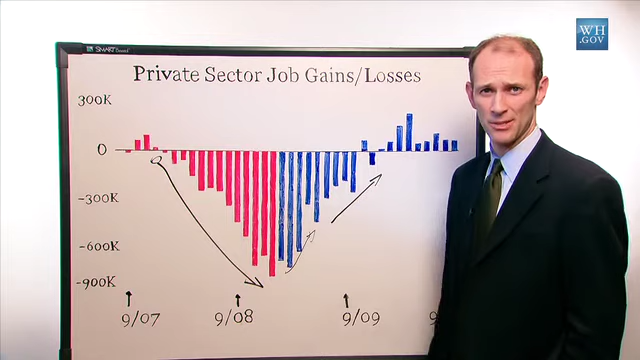 WH
.GOV
SMART Board
Private Sector Job Gains/Losses
300K
0
-300K
-600K
-900K
9/07
9/08
9/09
9